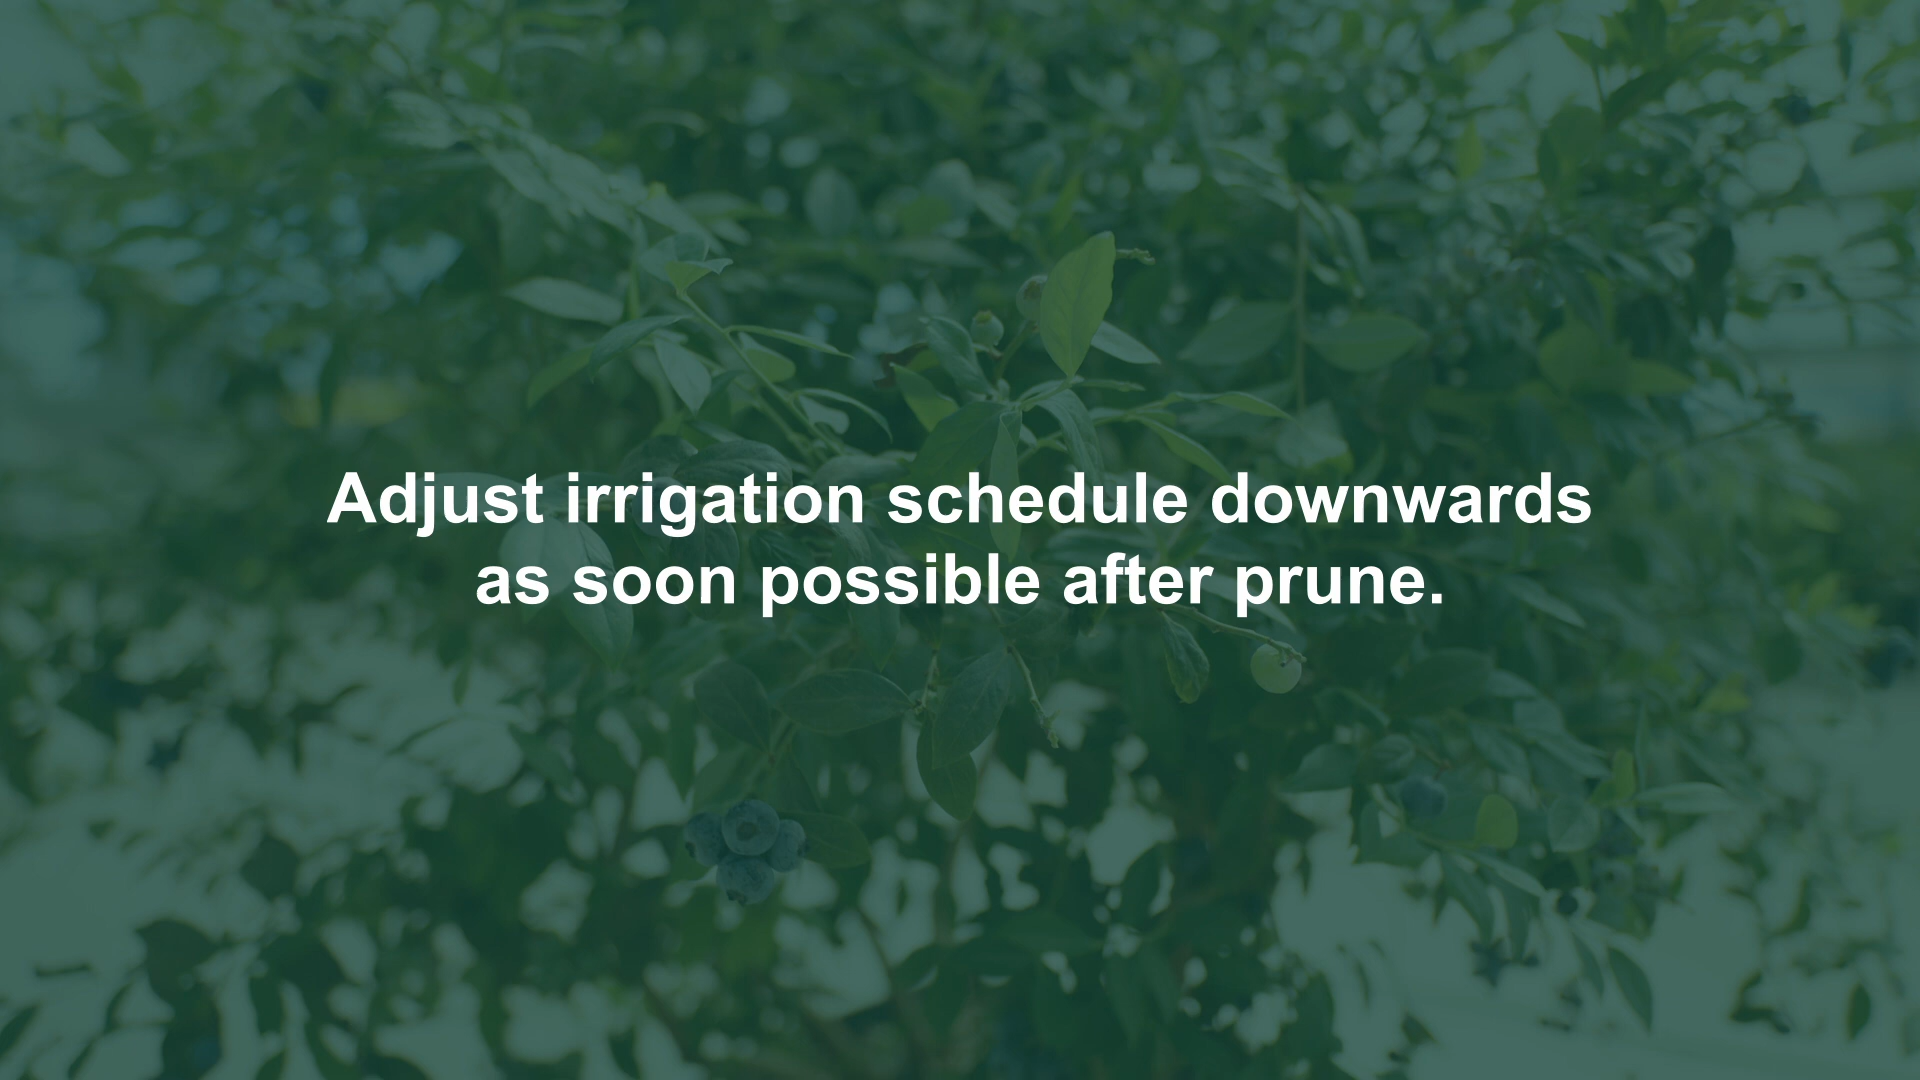 Adjust irrigation schedule downwards
as soon possible after prune.